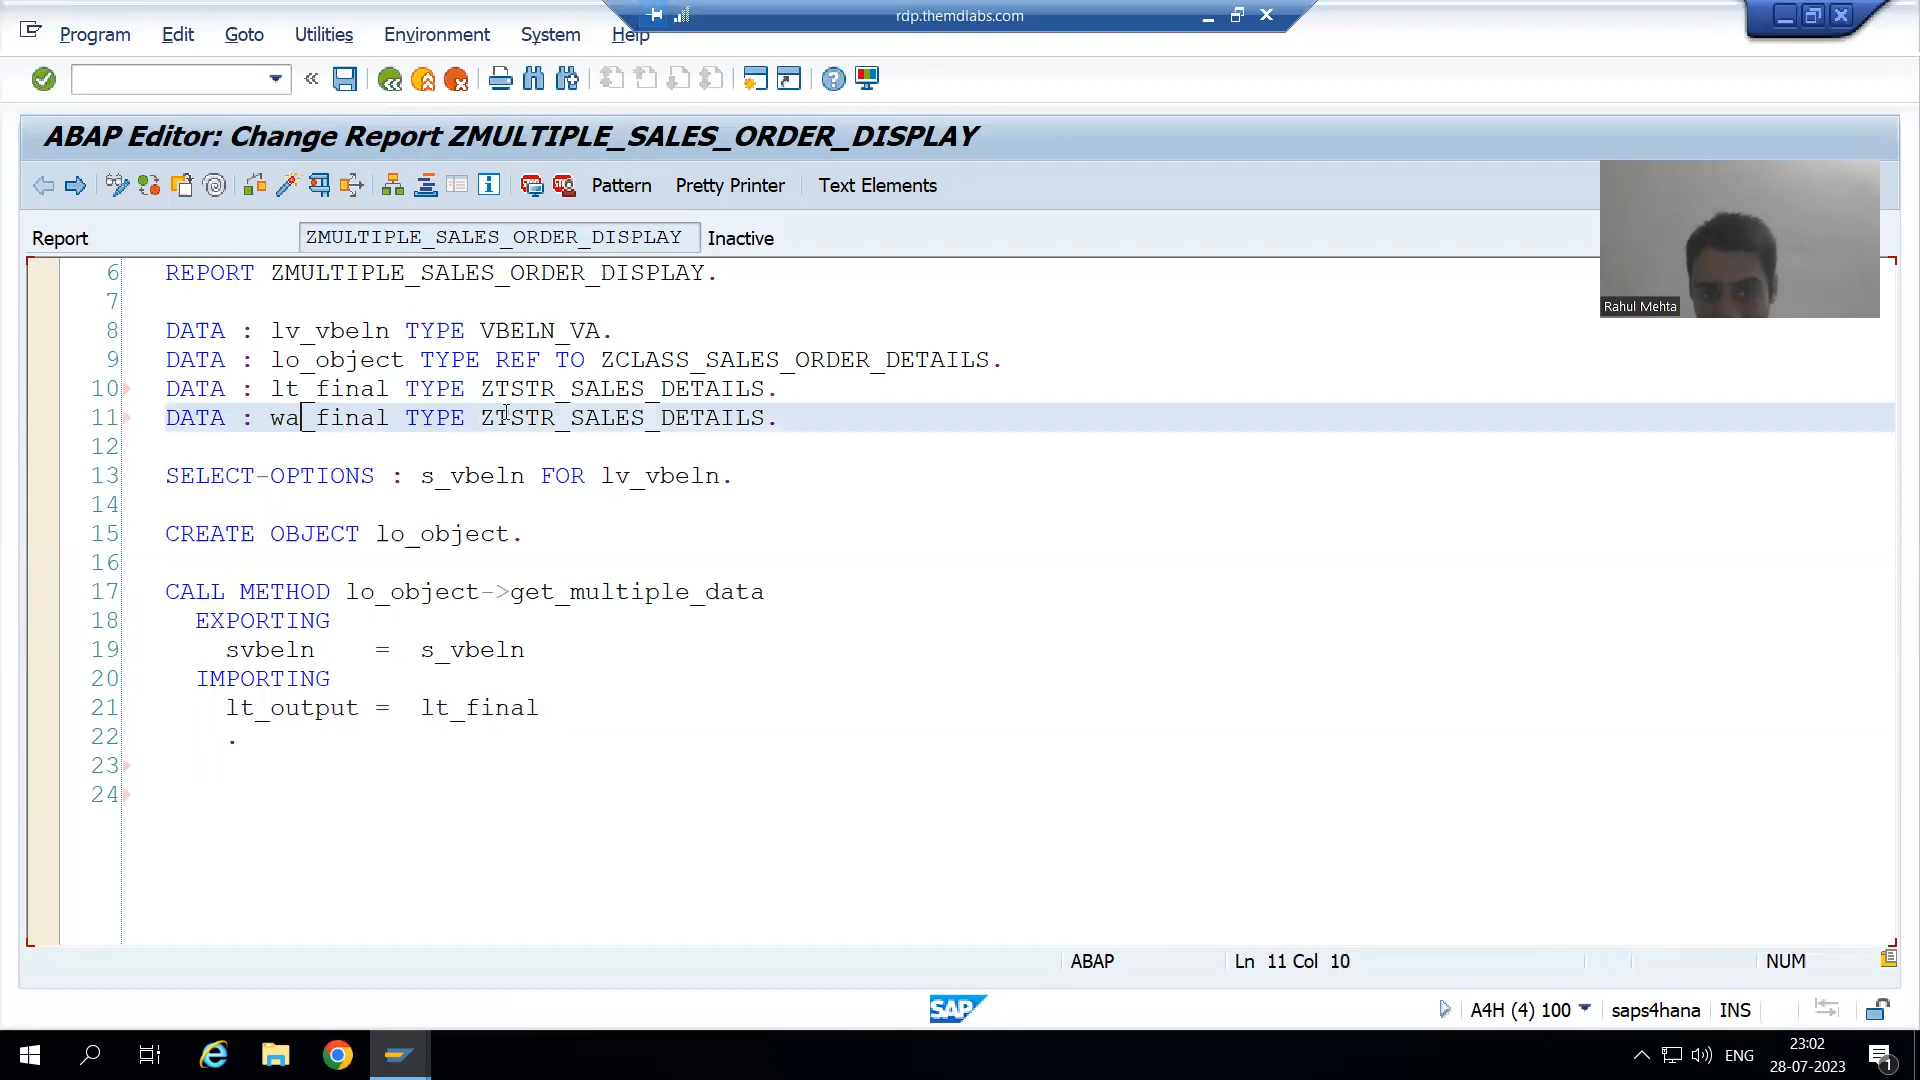 rdp.themdlabs.com
Program Edit Goto Utilities Environment System Help
ABAP Editor: Change Report ZMULTIPLE_SALES_ORDER_DISPLAY
Pattern Pretty Printer Text Elements
Report ZMULTIPLE_SALES_ORDER_DISPLAY Inactive
Rahul Mehta
6 REPORT ZMULTIPLE_SALES_ORDER_DISPLAY.
7
8 DATA : lv_vbeln TYPE VBELN_VA.
9 DATA : lo_object TYPE REF TO ZCLASS_SALES_ORDER_DETAILS.
10 DATA : lt_final TYPE ZTSTR_SALES_DETAILS.
11 DATA : wa_final TYPE ZTSTR_SALES_DETAILS.
12
13 SELECT-OPTIONS : s_vbeln FOR lv_vbeln.
14
15 CREATE OBJECT lo_object.
16
17 CALL METHOD lo_object->get_multiple_data
18 EXPORTING
19 svbeln = s_vbeln
20 IMPORTING
21 lt_output = lt_final
22 .
23
24
ABAP Ln 11 Col 10 NUM
SAP A4H (4) 100 saps4hana INS
ENG 23:02
28-07-2023
1